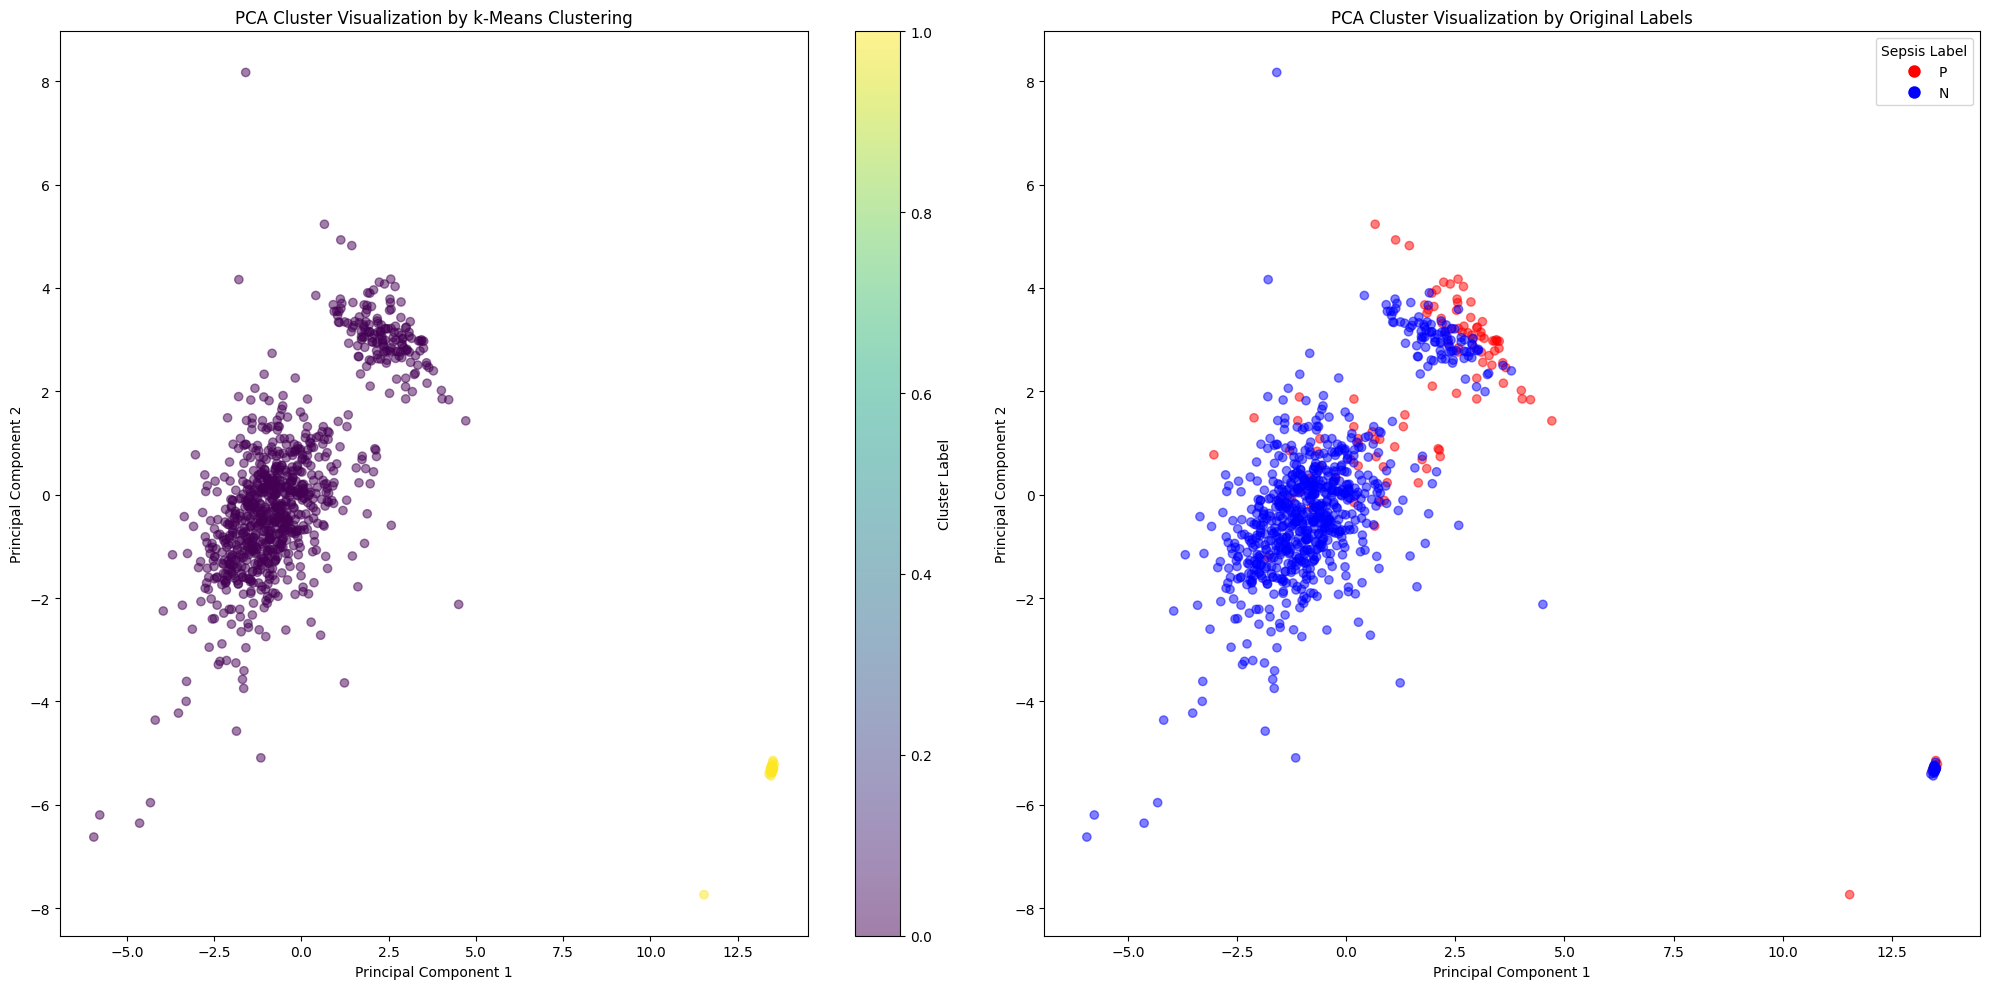 PCA Cluster Visualization by k-Means Clustering
8
6
4
2
0
−2
−4
−6
−8
Principal Component 2
−5.0 −2.5 0.0 2.5 5.0 7.5 10.0 12.5
Principal Component 1
1.0
0.8
0.6
0.4
0.2
0.0
Cluster Label
PCA Cluster Visualization by Original Labels
Sepsis Label
P
N
8
6
4
2
0
−2
−4
−6
−8
Principal Component 2
−5.0 −2.5 0.0 2.5 5.0 7.5 10.0 12.5
Principal Component 1